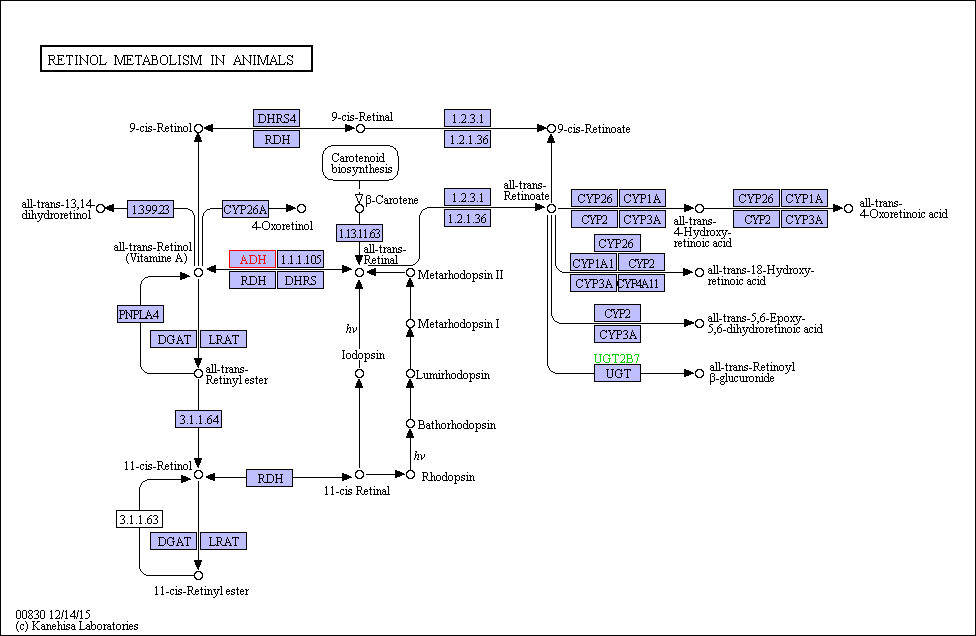 RETINOL METABOLISM IN ANIMALS
9-cis-Retinol
DHRS4
RDH
9-cis-Retinal
1.2.3.1
1.2.1.36
9-cis-Retinoate
Carotenoid
biosynthesis
all-trans-13,14-
dihydroretinol
1.3.99.23
CYP26A
4-Oxoretinol
β-Carotene
1.13.11.63
all-trans-
Retinal
1.2.3.1
1.2.1.36
all-trans-
Retinoate
CYP26
CYP1A
CYP2
CYP3A
all-trans-
4-Hydroxy-
retinoic acid
CYP26
CYP1A
CYP2
CYP3A
all-trans-
4-Oxoretinoic acid
all-trans-Retinol
(Vitamine A)
ADH
1.1.1.105
RDH
DHRS
Metarhodopsin II
CYP26
CYP1A1
CYP2
CYP3A
CYP4A11
all-trans-18-Hydroxy-
retinoic acid
PNPLA4
DGAT
LRAT
hν
Metarhodopsin I
CYP2
CYP3A
all-trans-5,6-Epoxy-
5,6-dihydroretinoic acid
Iodopsin
Lumirhodopsin
UGT2B7
UGT
all-trans-Retinoyl
β-glucuronide
all-trans-
Retinyl ester
3.1.1.64
Bathorhodopsin
hν
11-cis-Retinol
RDH
11-cis Retinal
Rhodopsin
3.1.1.63
DGAT
LRAT
11-cis-Retinyl ester
00830 12/14/15
(c) Kanehisa Laboratories